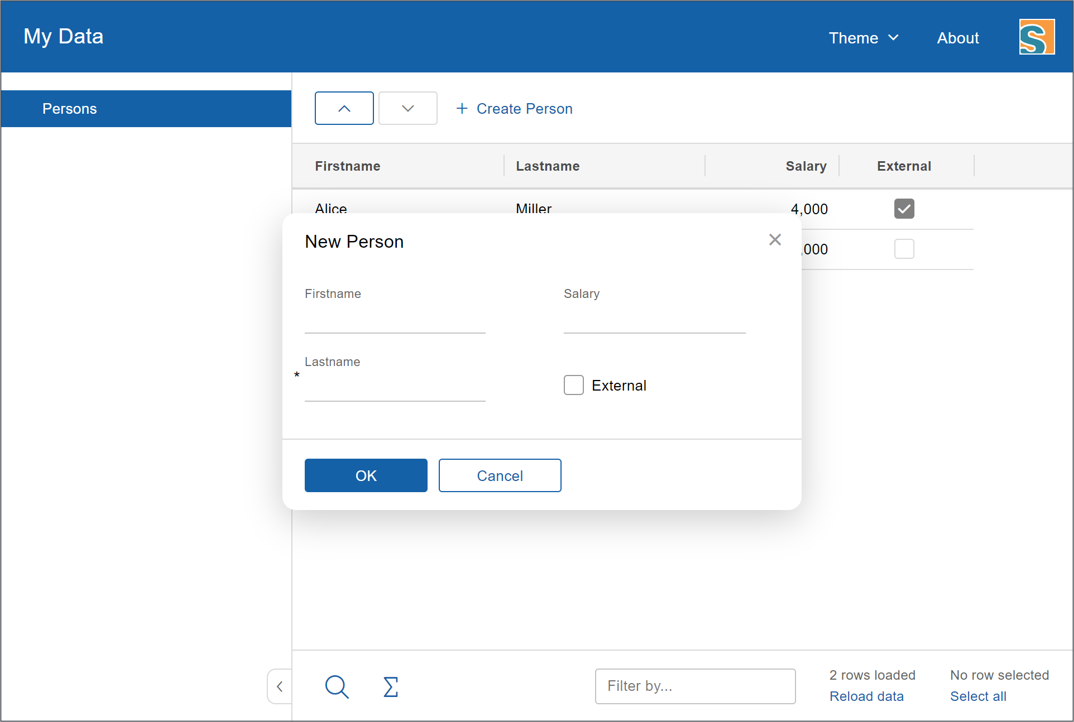 My Data
Theme
About
S
Persons
+ Create Person
Firstname Lastname Salary External
Alice Miller 4,000
,000
New Person
Firstname
Salary
Lastname
*
External
OK
Cancel
Filter by...
2 rows loaded
Reload data
No row selected
Select all